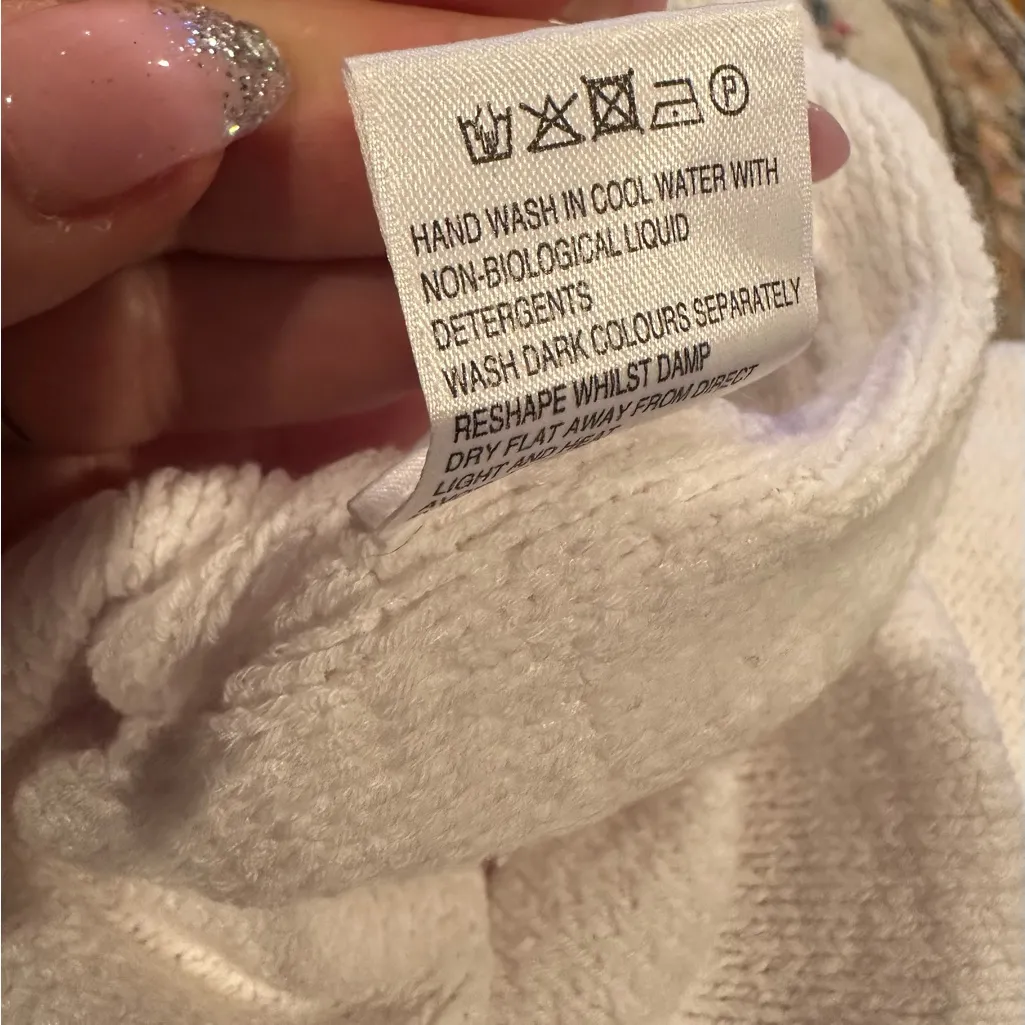 P
HAND WASH IN COOL WATER WITH
NON-BIOLOGICAL LIQUID
DETERGENTS
WASH DARK COLOURS SEPARATELY
RESHAPE WHILST DAMP
DRY FLAT AWAY FROM DIRECT
LIGHT AND HEAT